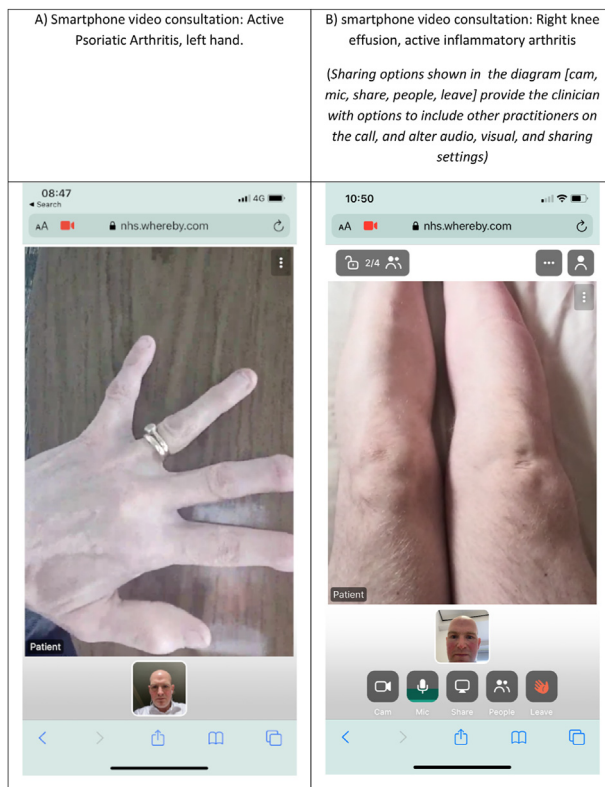 A) Smartphone video consultation: Active
Psoriatic Arthritis, left hand.
B) smartphone video consultation: Right knee
effusion, active inflammatory arthritis
(Sharing options shown in the diagram [cam,
mic, share, people, leave] provide the clinician
with options to include other practitioners on
the call, and alter audio, visual, and sharing
settings)
08:47
4G
◀ Search
AA nhs.whereby.com
Patient
10:50
AA nhs.whereby.com
2/4
Patient
Cam Mic Share People Leave